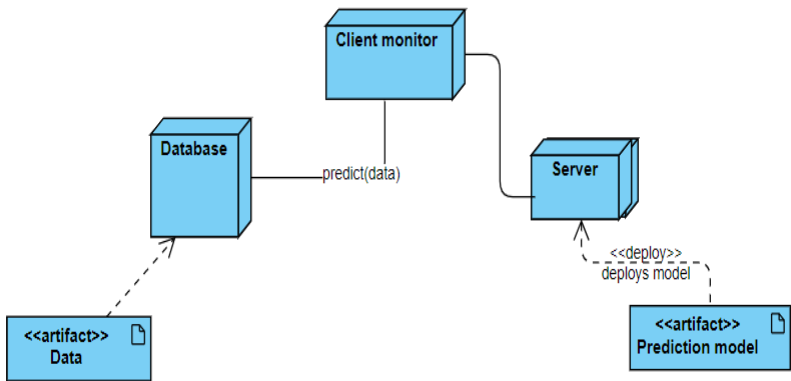 Client monitor
Database
predict(data)
Server
<<deploy>>
deploys model
<<artifact>>
Data
<<artifact>>
Prediction model